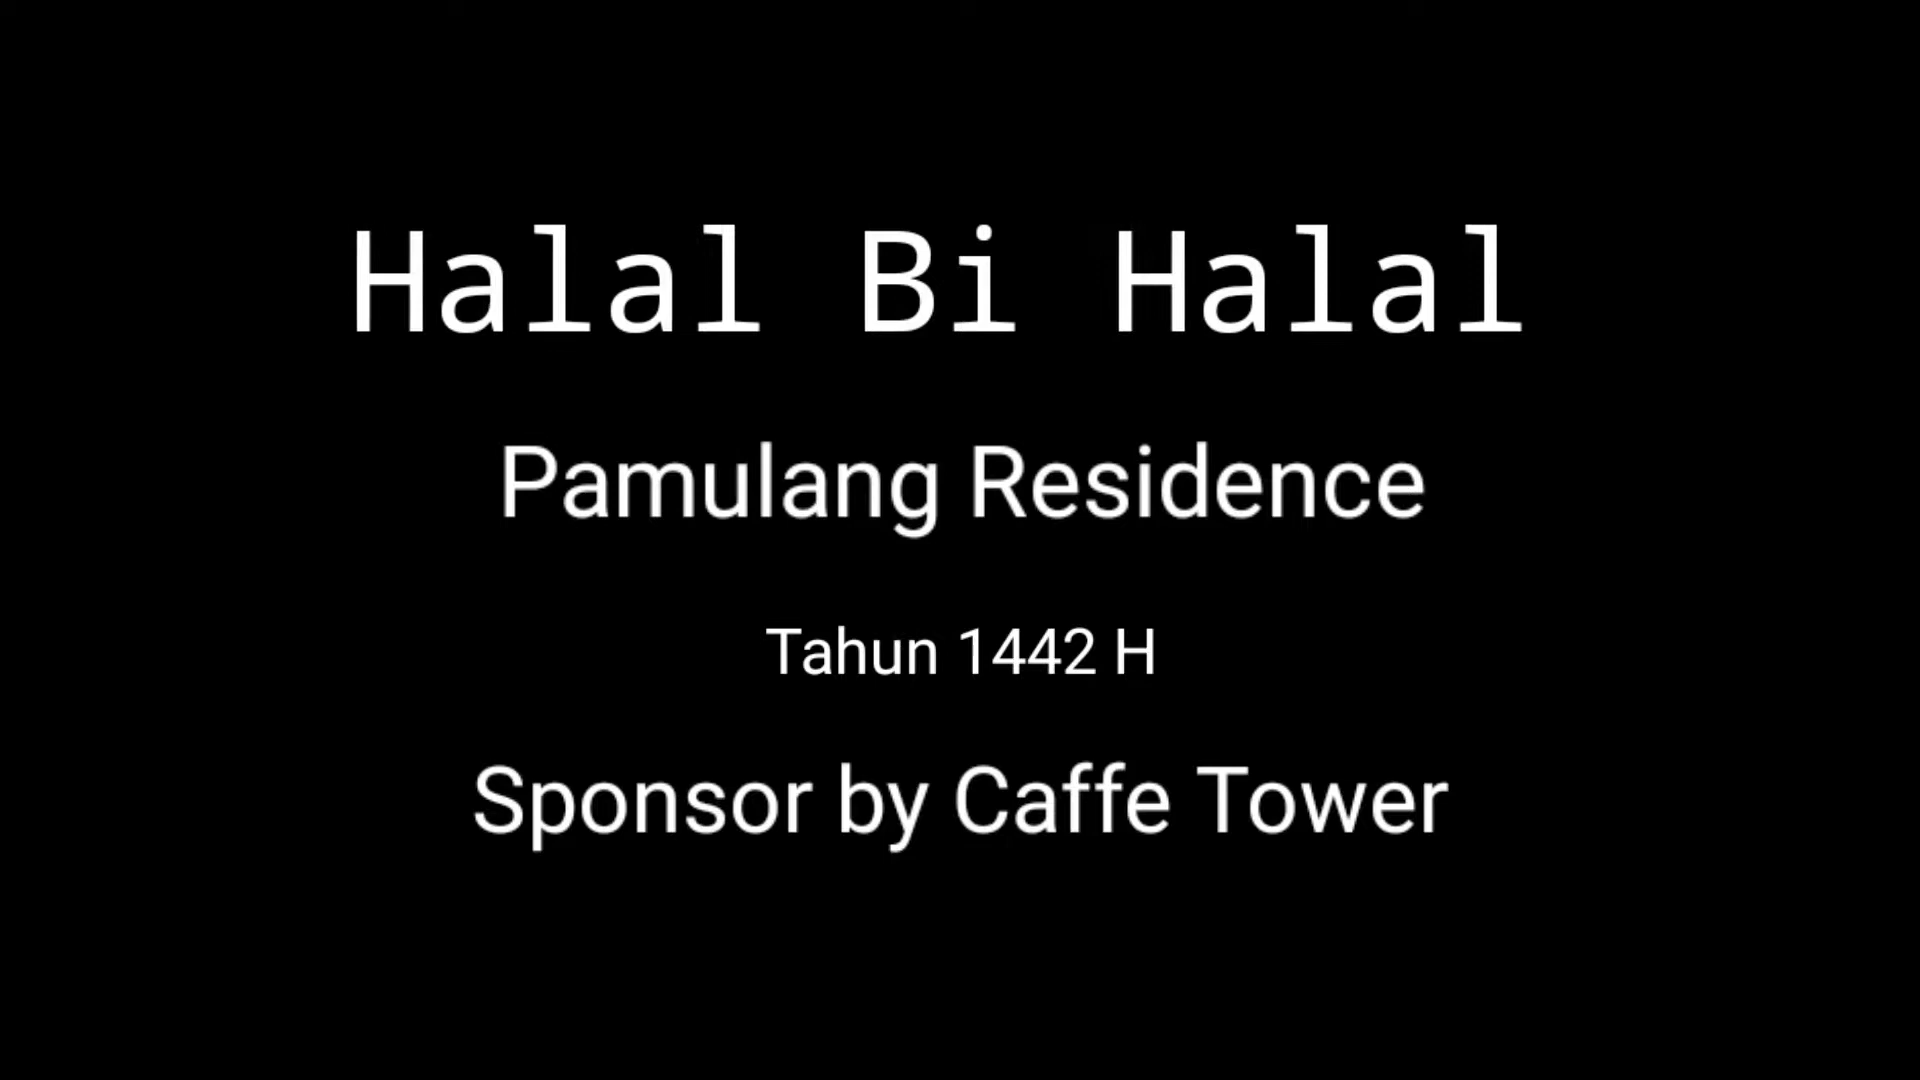 Halal Bi Halal
Pamulang Residence
Tahun 1442 H
Sponsor by Caffe Tower